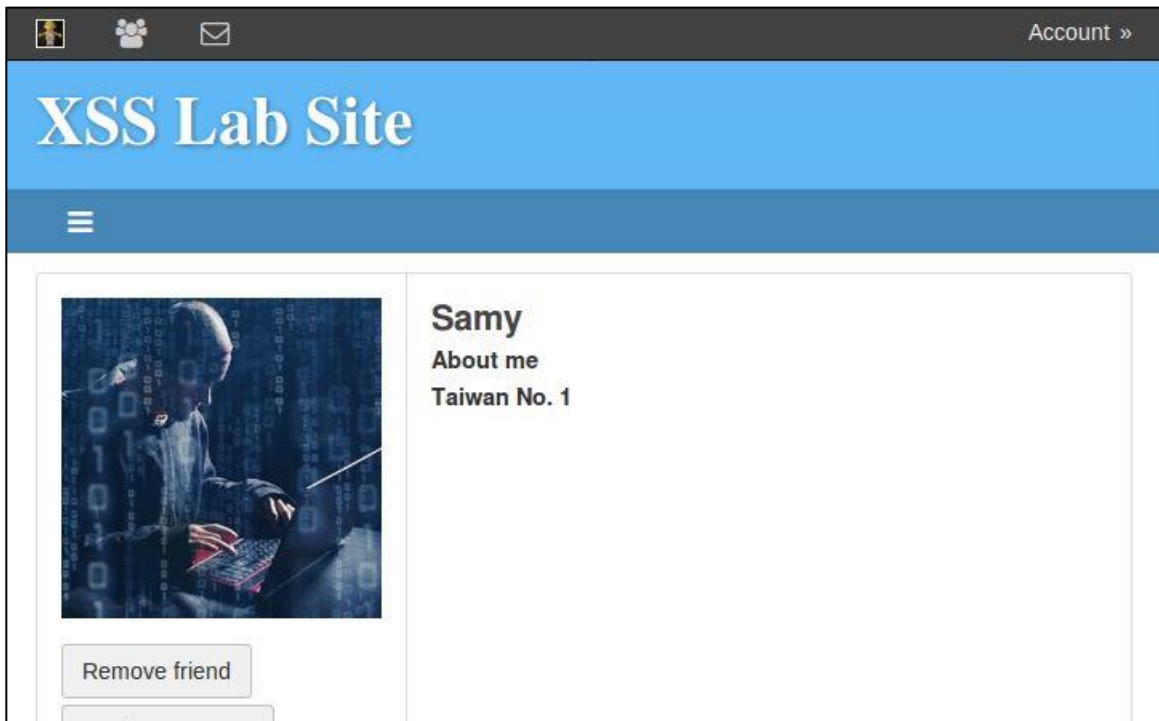 Account »
XSS Lab Site
Samy
About me
Taiwan No. 1
Remove friend